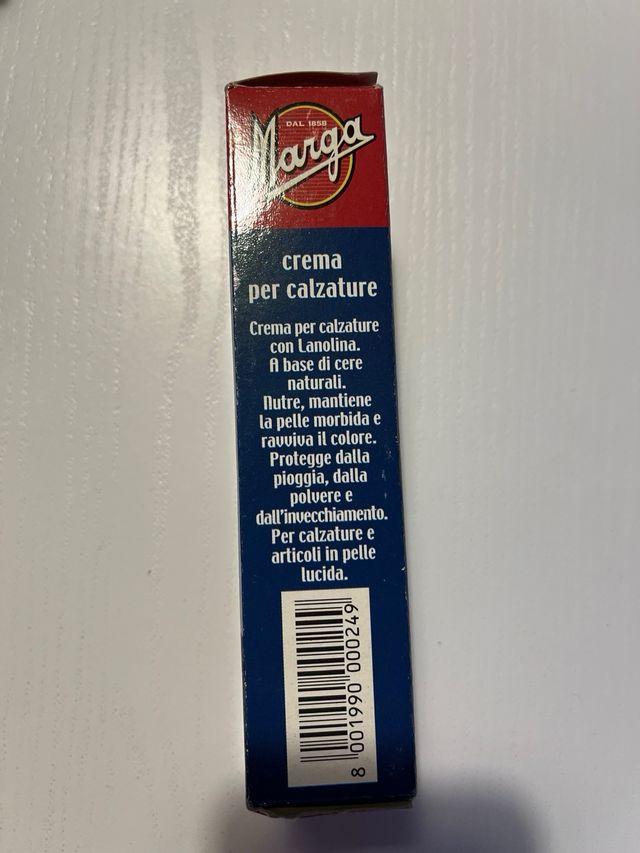 DAL 1858
Marga
crema
per calzature
Crema per calzature
con Lanolina.
A base di cere
naturali.
Nutre, mantiene
la pelle morbida e
ravviva il colore.
Protegge dalla
pioggia, dalla
polvere e
dall'invecchiamento.
Per calzature e
articoli in pelle
lucida.
8 001990 000249